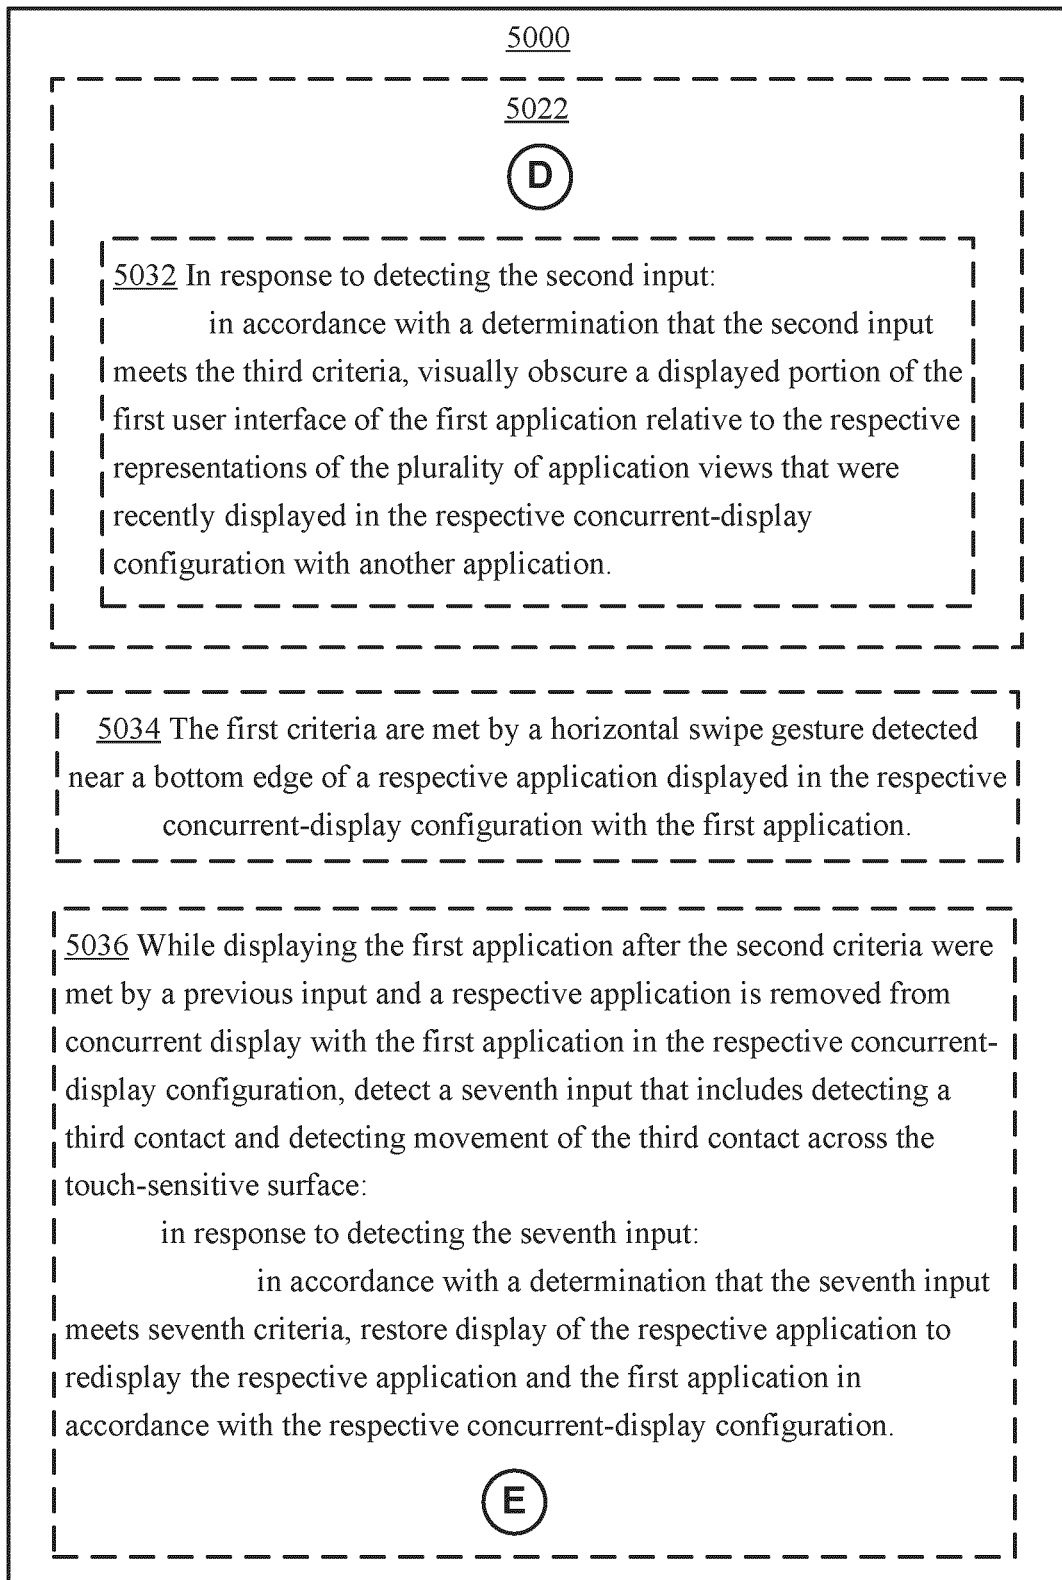 5000
5022
D
5032 In response to detecting the second input:
in accordance with a determination that the second input
meets the third criteria, visually obscure a displayed portion of the
first user interface of the first application relative to the respective
representations of the plurality of application views that were
recently displayed in the respective concurrent-display
configuration with another application.
5034 The first criteria are met by a horizontal swipe gesture detected
near a bottom edge of a respective application displayed in the respective
concurrent-display configuration with the first application.
5036 While displaying the first application after the second criteria were
met by a previous input and a respective application is removed from
concurrent display with the first application in the respective concurrent-
display configuration, detect a seventh input that includes detecting a
third contact and detecting movement of the third contact across the
touch-sensitive surface:
in response to detecting the seventh input:
in accordance with a determination that the seventh input
meets seventh criteria, restore display of the respective application to
redisplay the respective application and the first application in
accordance with the respective concurrent-display configuration.
E